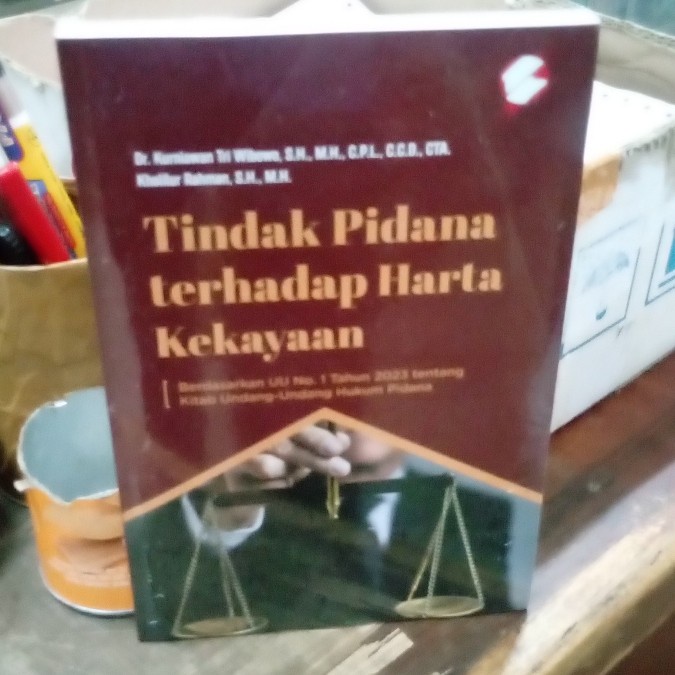 Dr. Kurniawan Tri Wibowo, S.H., M.H., C.P.L., C.C.D., CTA.
Kholilur Rahman, S.H., M.H.
Tindak Pidana
terhadap Harta
Kekayaan
Berdasarkan UU No. 1 Tahun 2023 tentang
Kitab Undang-Undang Hukum Pidana